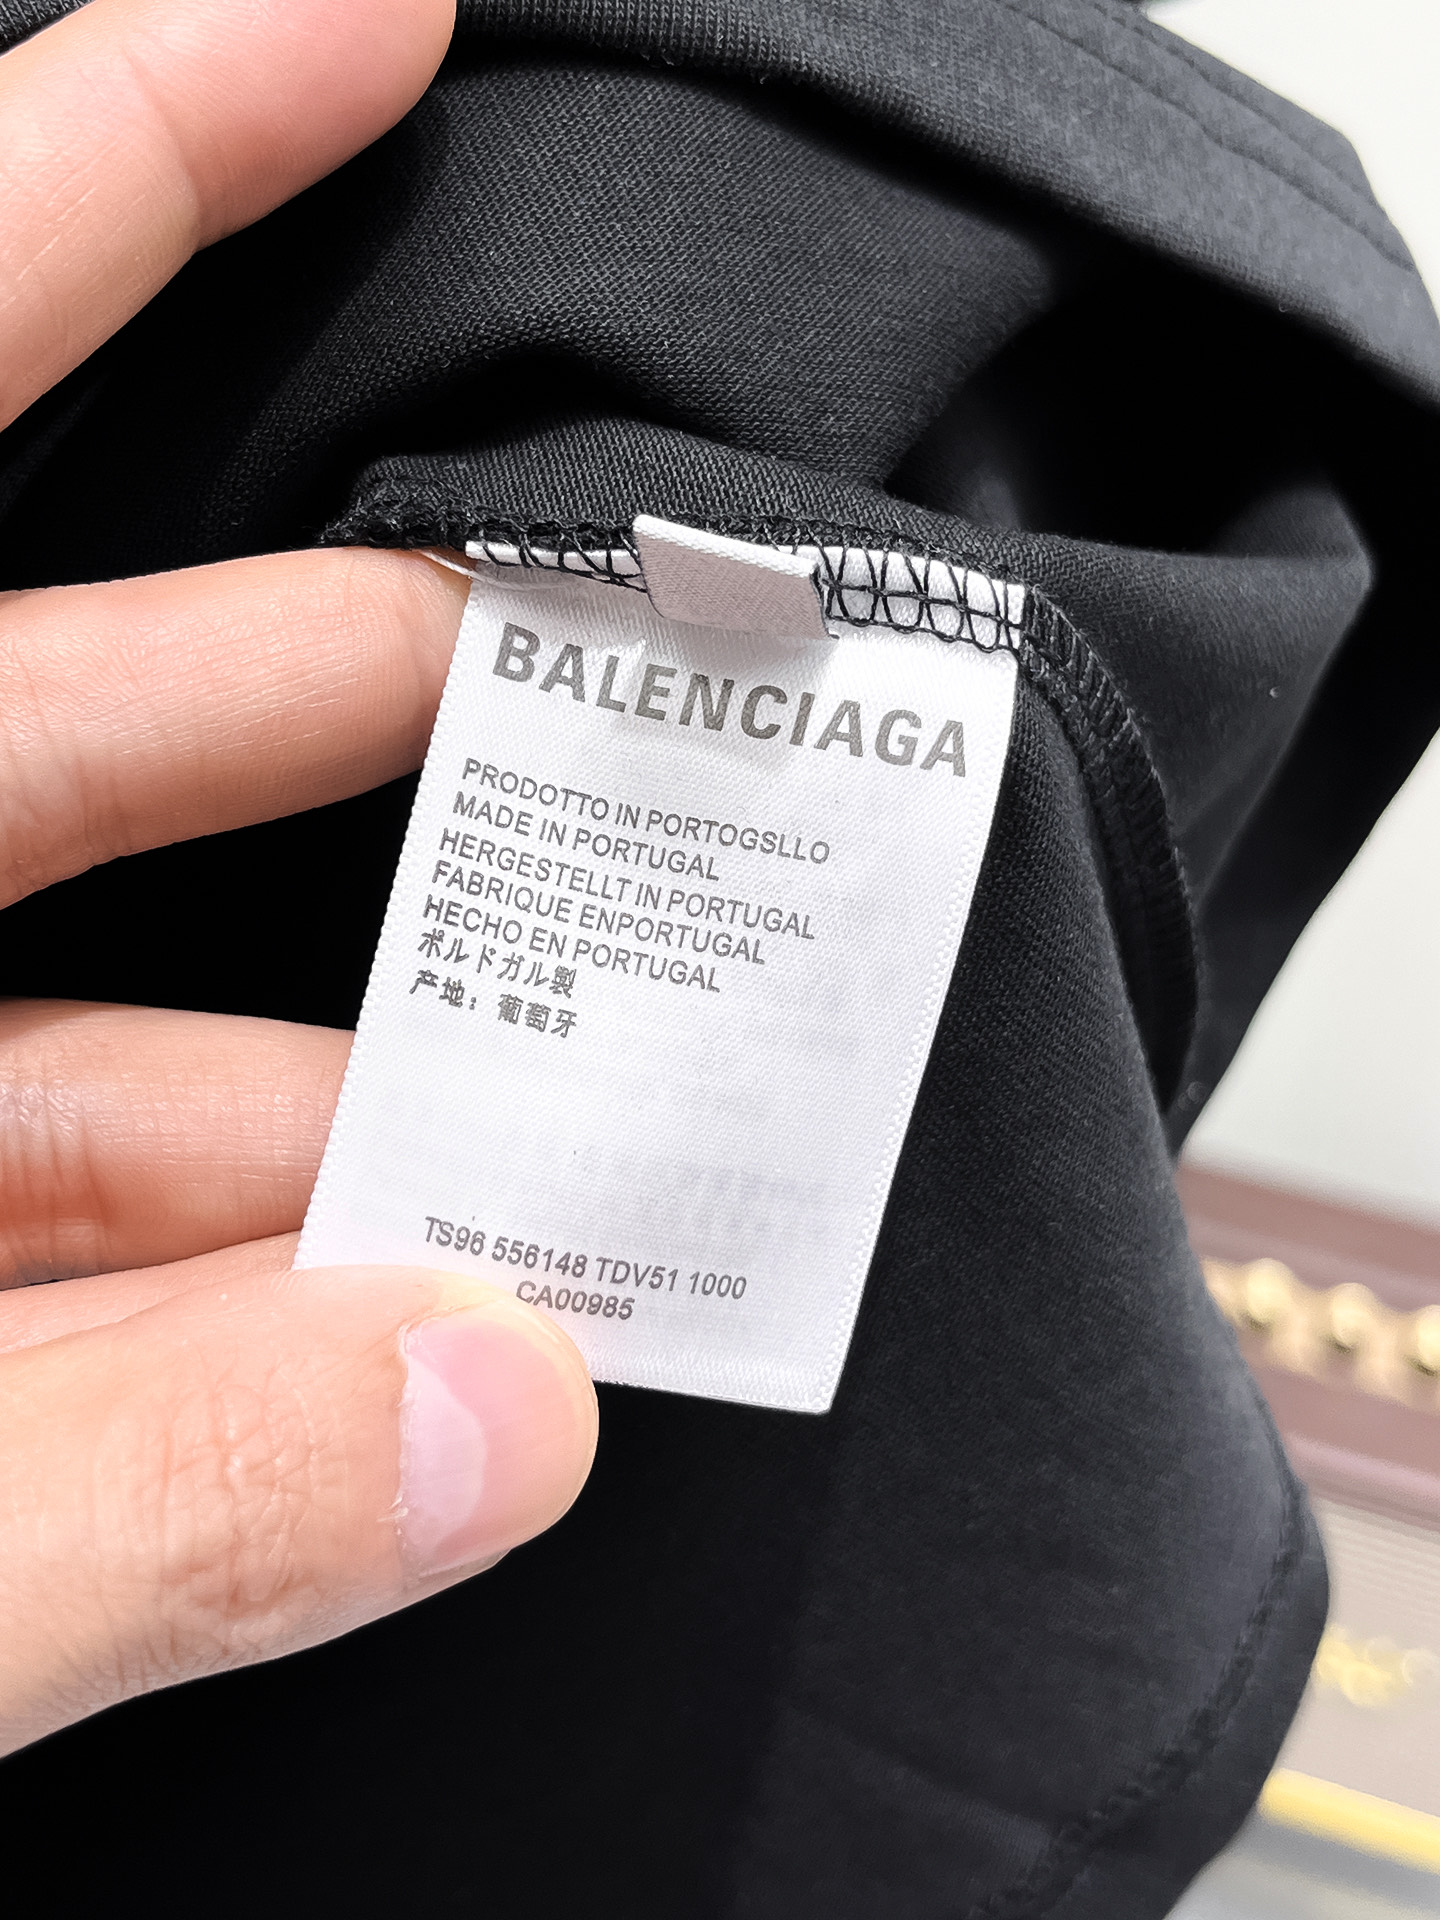 BALENCIAGA
PRODOTTO IN PORTOGSLLO
MADE IN PORTUGAL
HERGESTELLT IN PORTUGAL
FABRIQUE ENPORTUGAL
HECHO EN PORTUGAL
ポルドガル製
产地：葡萄牙
TS96 556148 TDV51 1000
CA00985